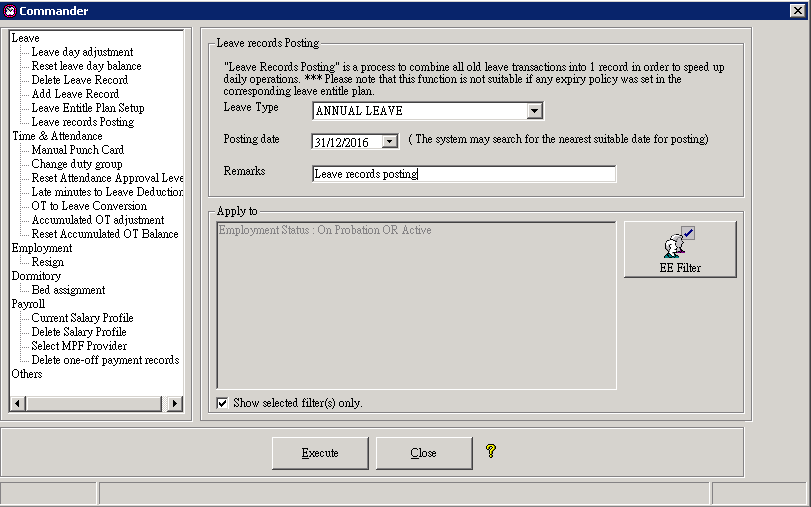 Commander
Leave
Leave day adjustment
Reset leave day balance
Delete Leave Record
Add Leave Record
Leave Entitle Plan Setup
Leave records Posting
Time & Attendance
Manual Punch Card
Change duty group
Reset Attendance Approval Leve
Late minutes to Leave Deduction
OT to Leave Conversion
Accumulated OT adjustment
Reset Accumulated OT Balance
Employment
Resign
Dormitory
Bed assignment
Payroll
Current Salary Profile
Delete Salary Profile
Select MPF Provider
Delete one-off payment records
Others
Leave records Posting
"Leave Records Posting" is a process to combine all old leave transactions into 1 record in order to speed up
daily operations. *** Please note that this function is not suitable if any expiry policy was set in the
corresponding leave entitle plan.
Leave Type
ANNUAL LEAVE
Posting date
31/12/2016
( The system may search for the nearest suitable date for posting)
Remarks
Leave records posting
Apply to
Employment Status : On Probation OR Active
EE Filter
Show selected filter(s) only.
Execute
Close
?